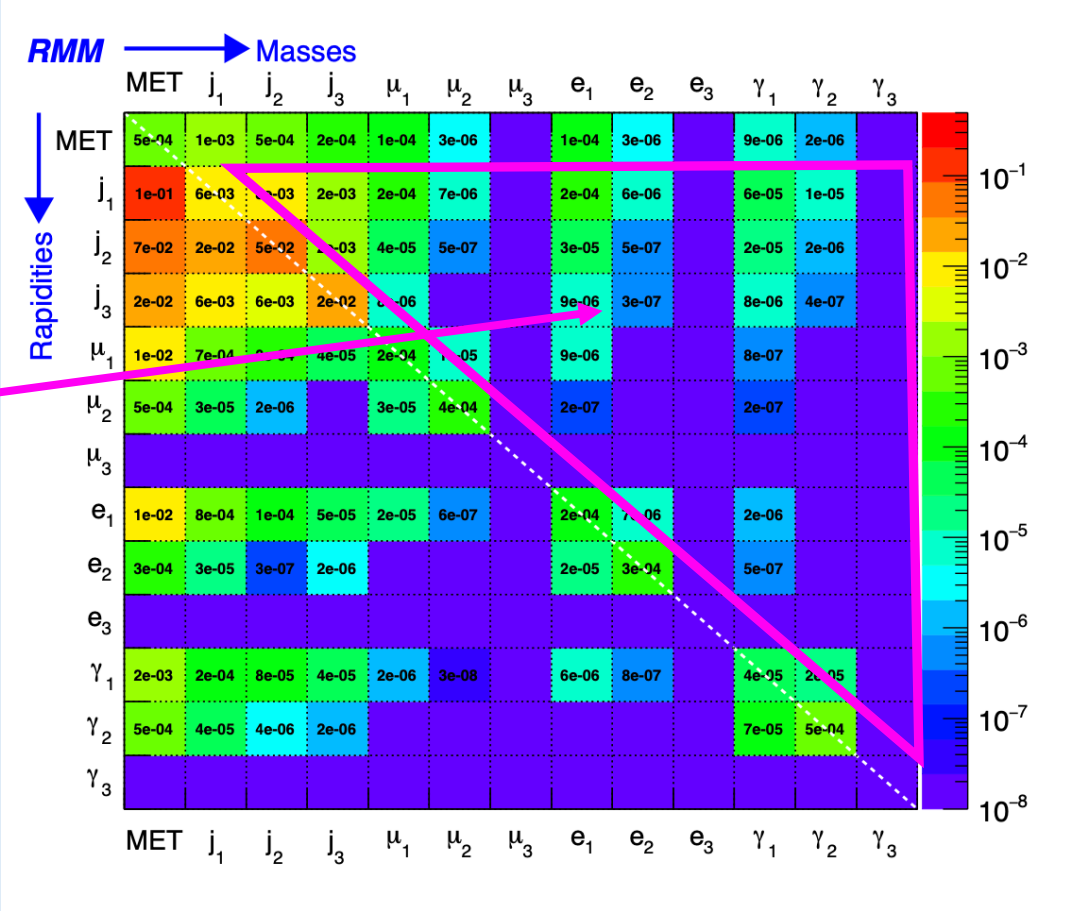 RMM Masses
MET j1 j2 j3 μ1 μ2 μ3 e1 e2 e3 γ1 γ2 γ3
Rapidities
MET 5e-04 1e-03 5e-04 2e-04 1e-04 3e-06 1e-04 3e-06 9e-06 2e-06
j1 1e-01 6e-03 2e-03 2e-04 7e-06 2e-04 6e-06 6e-05 1e-05
j2 7e-02 2e-02 5e-02 4e-05 5e-07 3e-05 5e-07 2e-05 2e-06
j3 2e-02 6e-03 6e-03 2e-02 9e-06 3e-07 8e-06 4e-07
μ1 1e-02 7e-04 4e-05 2e-04 9e-06 8e-07
μ2 5e-04 3e-05 2e-06 3e-05 4e-04 2e-07 2e-07
μ3
e1 1e-02 8e-04 1e-04 5e-05 2e-05 6e-07 2e-04 2e-06
e2 3e-04 3e-05 3e-07 2e-06 2e-05 3e-04 5e-07
e3
γ1 2e-03 2e-04 8e-05 4e-05 2e-06 3e-08 6e-06 8e-07 4e-05 2e-05
γ2 5e-04 4e-05 4e-06 2e-06 7e-05 5e-04
γ3
MET j1 j2 j3 μ1 μ2 μ3 e1 e2 e3 γ1 γ2 γ3
10⁻¹
10⁻²
10⁻³
10⁻⁴
10⁻⁵
10⁻⁶
10⁻⁷
10⁻⁸